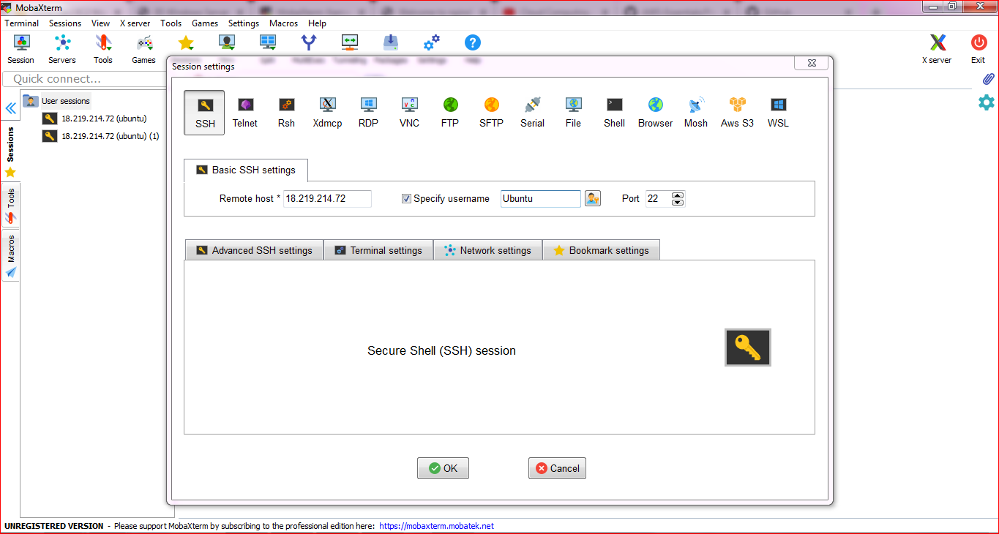 MobaXterm
Terminal Sessions View X server Tools Games Settings Macros Help
Session Servers Tools Games X server Exit
Quick connect...
Session settings
User sessions
18.219.214.72 (ubuntu)
18.219.214.72 (ubuntu) (1)
Sessions
Tools
Macros
SSH Telnet Rsh Xdmcp RDP VNC FTP SFTP Serial File Shell Browser Mosh Aws S3 WSL
Basic SSH settings
Remote host * 18.219.214.72 Specify username Ubuntu Port 22
Advanced SSH settings Terminal settings Network settings Bookmark settings
Secure Shell (SSH) session
OK Cancel
UNREGISTERED VERSION - Please support MobaXterm by subscribing to the professional edition here: https://mobaxterm.mobatek.net